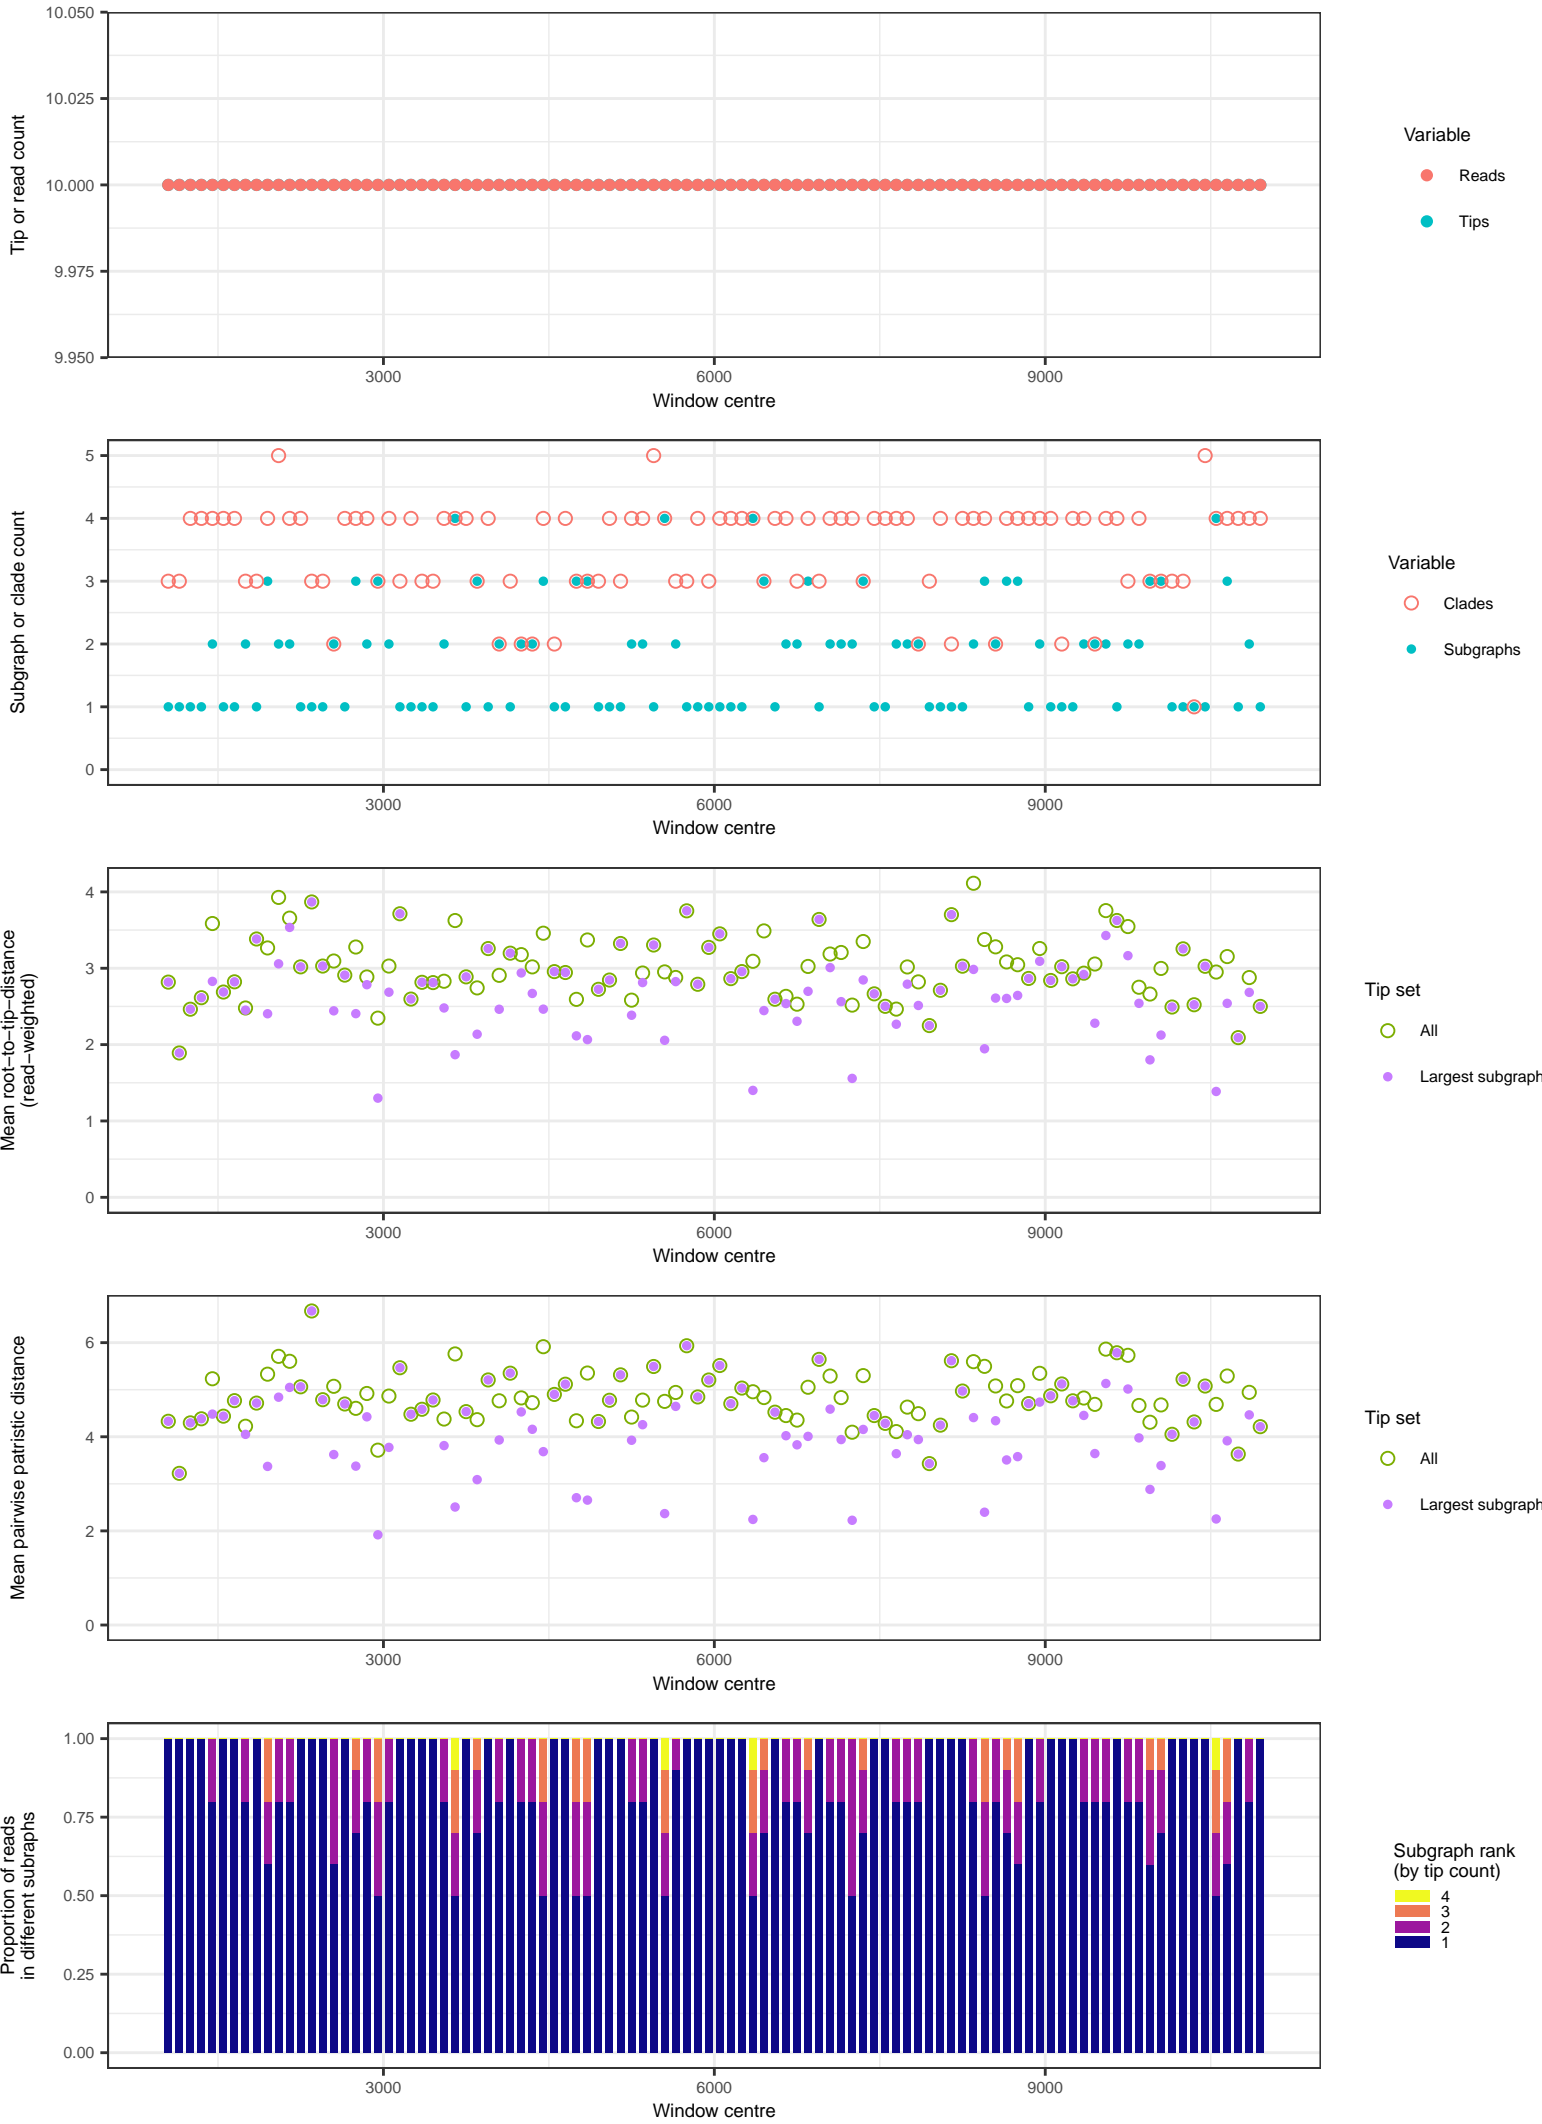 10.050
10.025
10.000
9.975
9.950
Tip or read count
3000
6000
9000
Window centre
Variable
Reads
Tips
5
4
3
2
1
0
Subgraph or clade count
3000
6000
9000
Window centre
Variable
Clades
Subgraphs
4
3
2
1
0
Mean root−to−tip−distance
(read−weighted)
3000
6000
9000
Window centre
Tip set
All
Largest subgraph
6
4
2
0
Mean pairwise patristic distance
3000
6000
9000
Window centre
Tip set
All
Largest subgraph
1.00
0.75
0.50
0.25
0.00
Proportion of reads
in different subraphs
3000
6000
9000
Window centre
Subgraph rank
(by tip count)
4
3
2
1